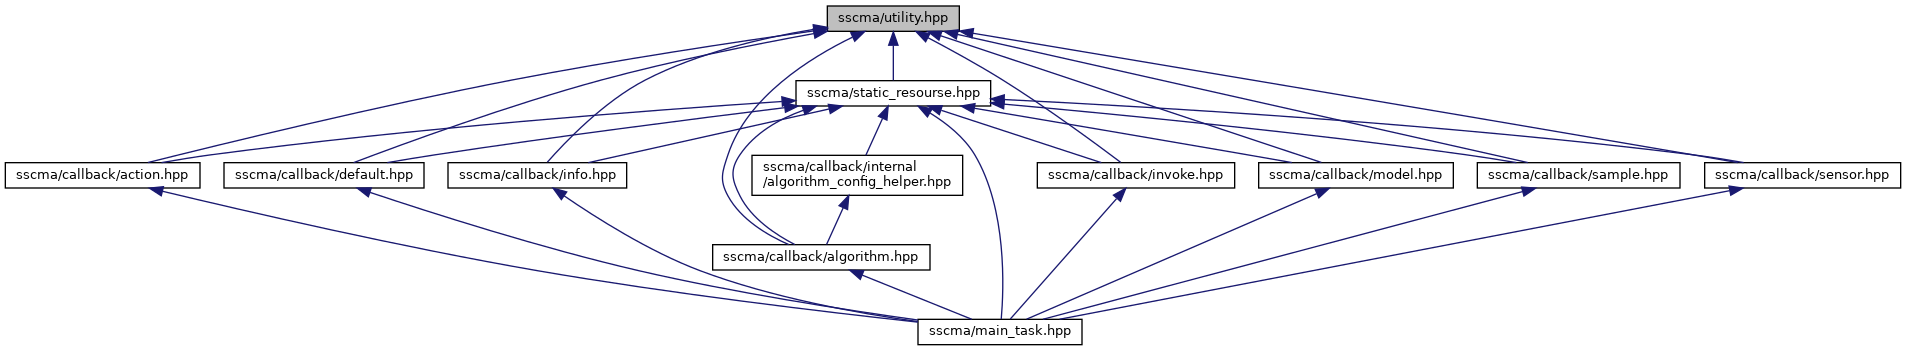 sscma/utility.hpp
sscma/static_resourse.hpp
sscma/callback/action.hpp
sscma/callback/default.hpp
sscma/callback/info.hpp
sscma/callback/internal
/algorithm_config_helper.hpp
sscma/callback/invoke.hpp
sscma/callback/model.hpp
sscma/callback/sample.hpp
sscma/callback/sensor.hpp
sscma/callback/algorithm.hpp
sscma/main_task.hpp